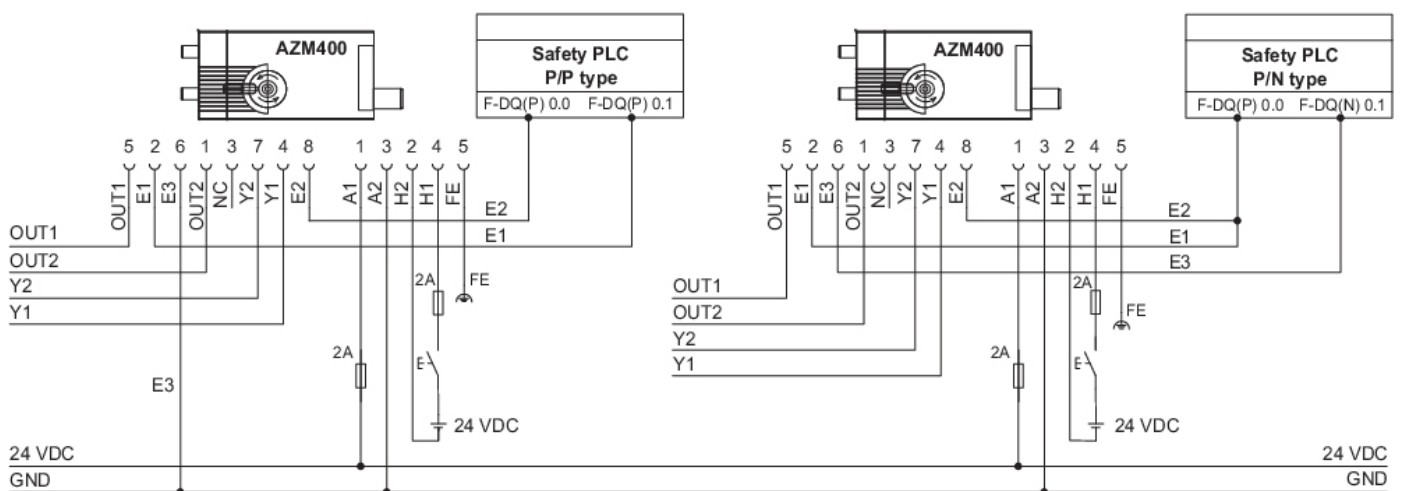 AZM400
Safety PLC
P/P type
F-DQ(P) 0.0 F-DQ(P) 0.1
5 2 6 1 3 7 4 8 1 3 2 4 5
OUT1 E1 E3 OUT2 NC Y2 Y1 E2 A1 A2 H2 H1 FE
E2
E1
OUT1
OUT2
Y2
Y1
2A
FE
2A
E3
E-
24 VDC
AZM400
Safety PLC
P/N type
F-DQ(P) 0.0 F-DQ(N) 0.1
5 2 6 1 3 7 4 8 1 3 2 4 5
OUT1 E1 E3 OUT2 NC Y2 Y1 E2 A1 A2 H2 H1 FE
E2
E1
E3
OUT1
OUT2
Y2
Y1
2A
FE
2A
E-
24 VDC
24 VDC 24 VDC
GND GND